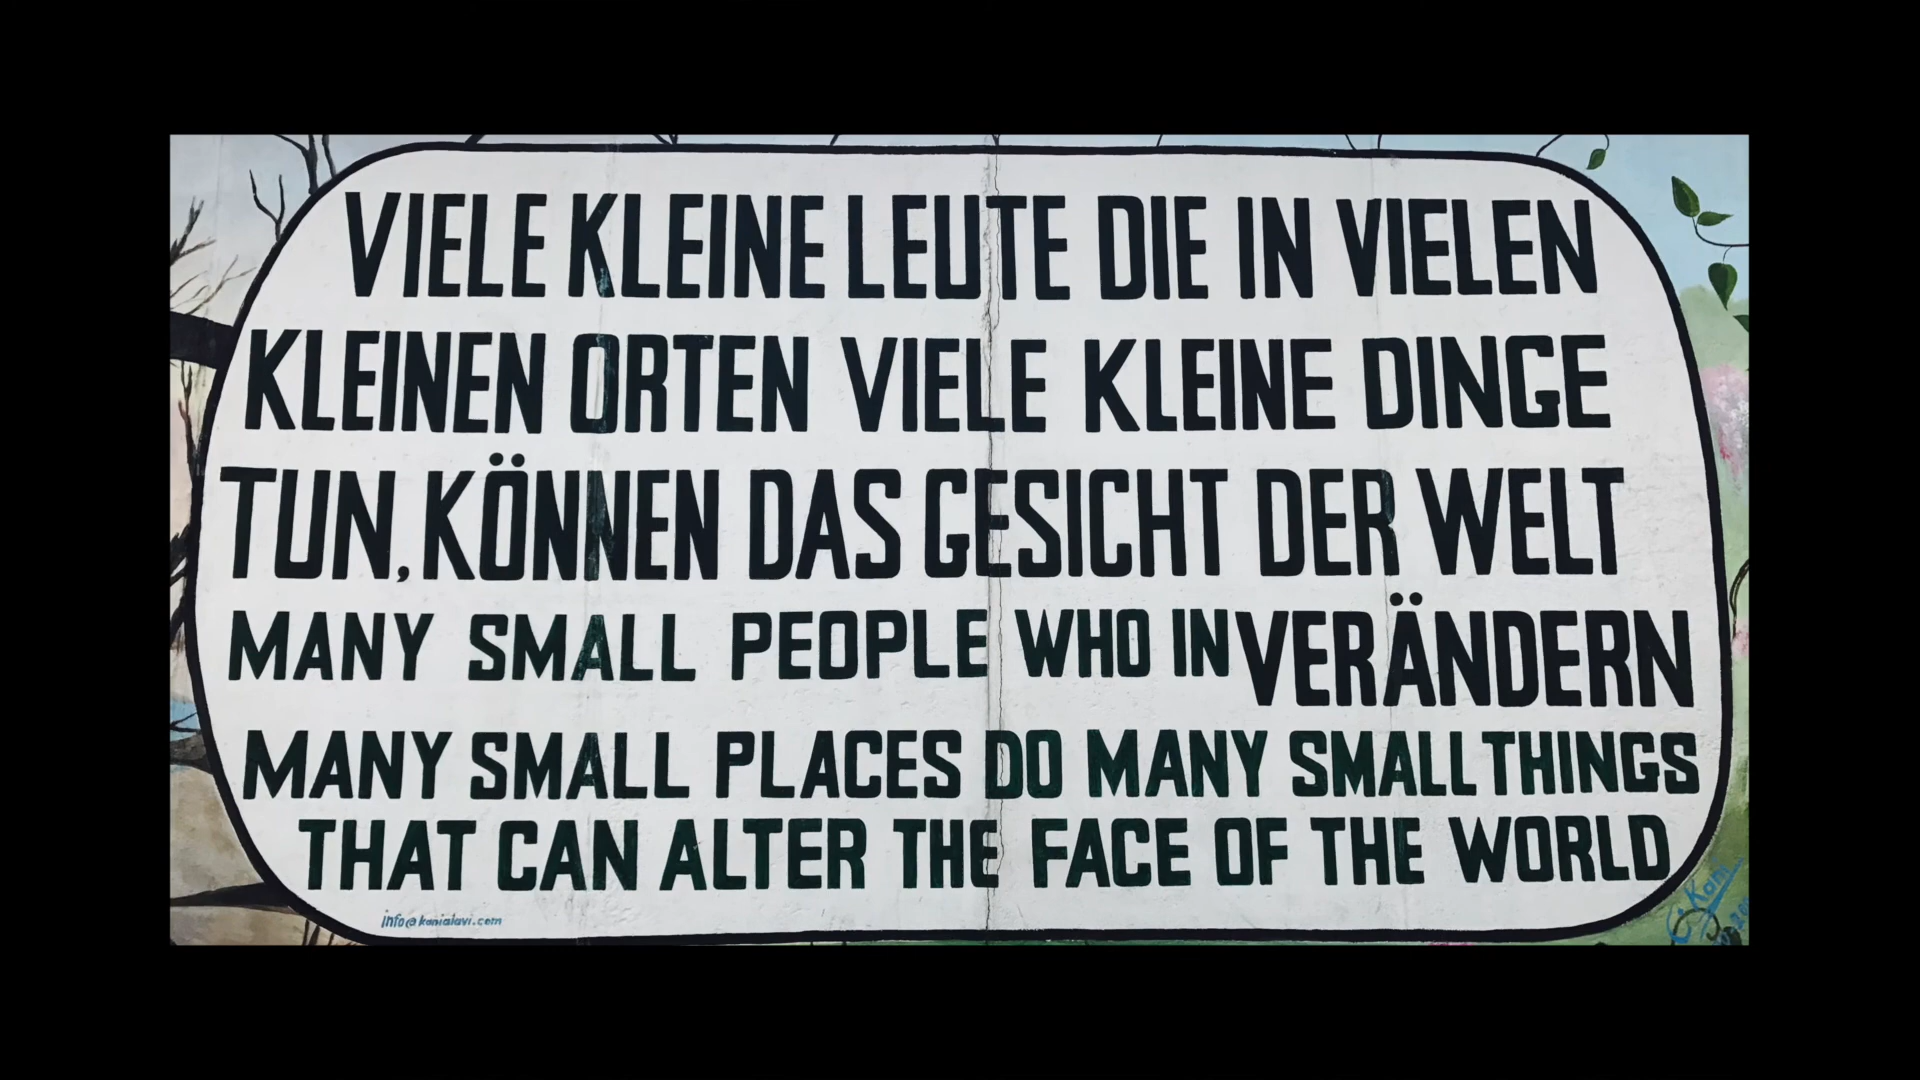 VIELE KLEINE LEUTE DIE IN VIELEN
KLEINEN ORTEN VIELE KLEINE DINGE
TUN, KÖNNEN DAS GESICHT DER WELT
VERÄNDERN
MANY SMALL PEOPLE WHO IN
MANY SMALL PLACES DO MANY SMALL THINGS
THAT CAN ALTER THE FACE OF THE WORLD
info@kanialavi.com
Kani